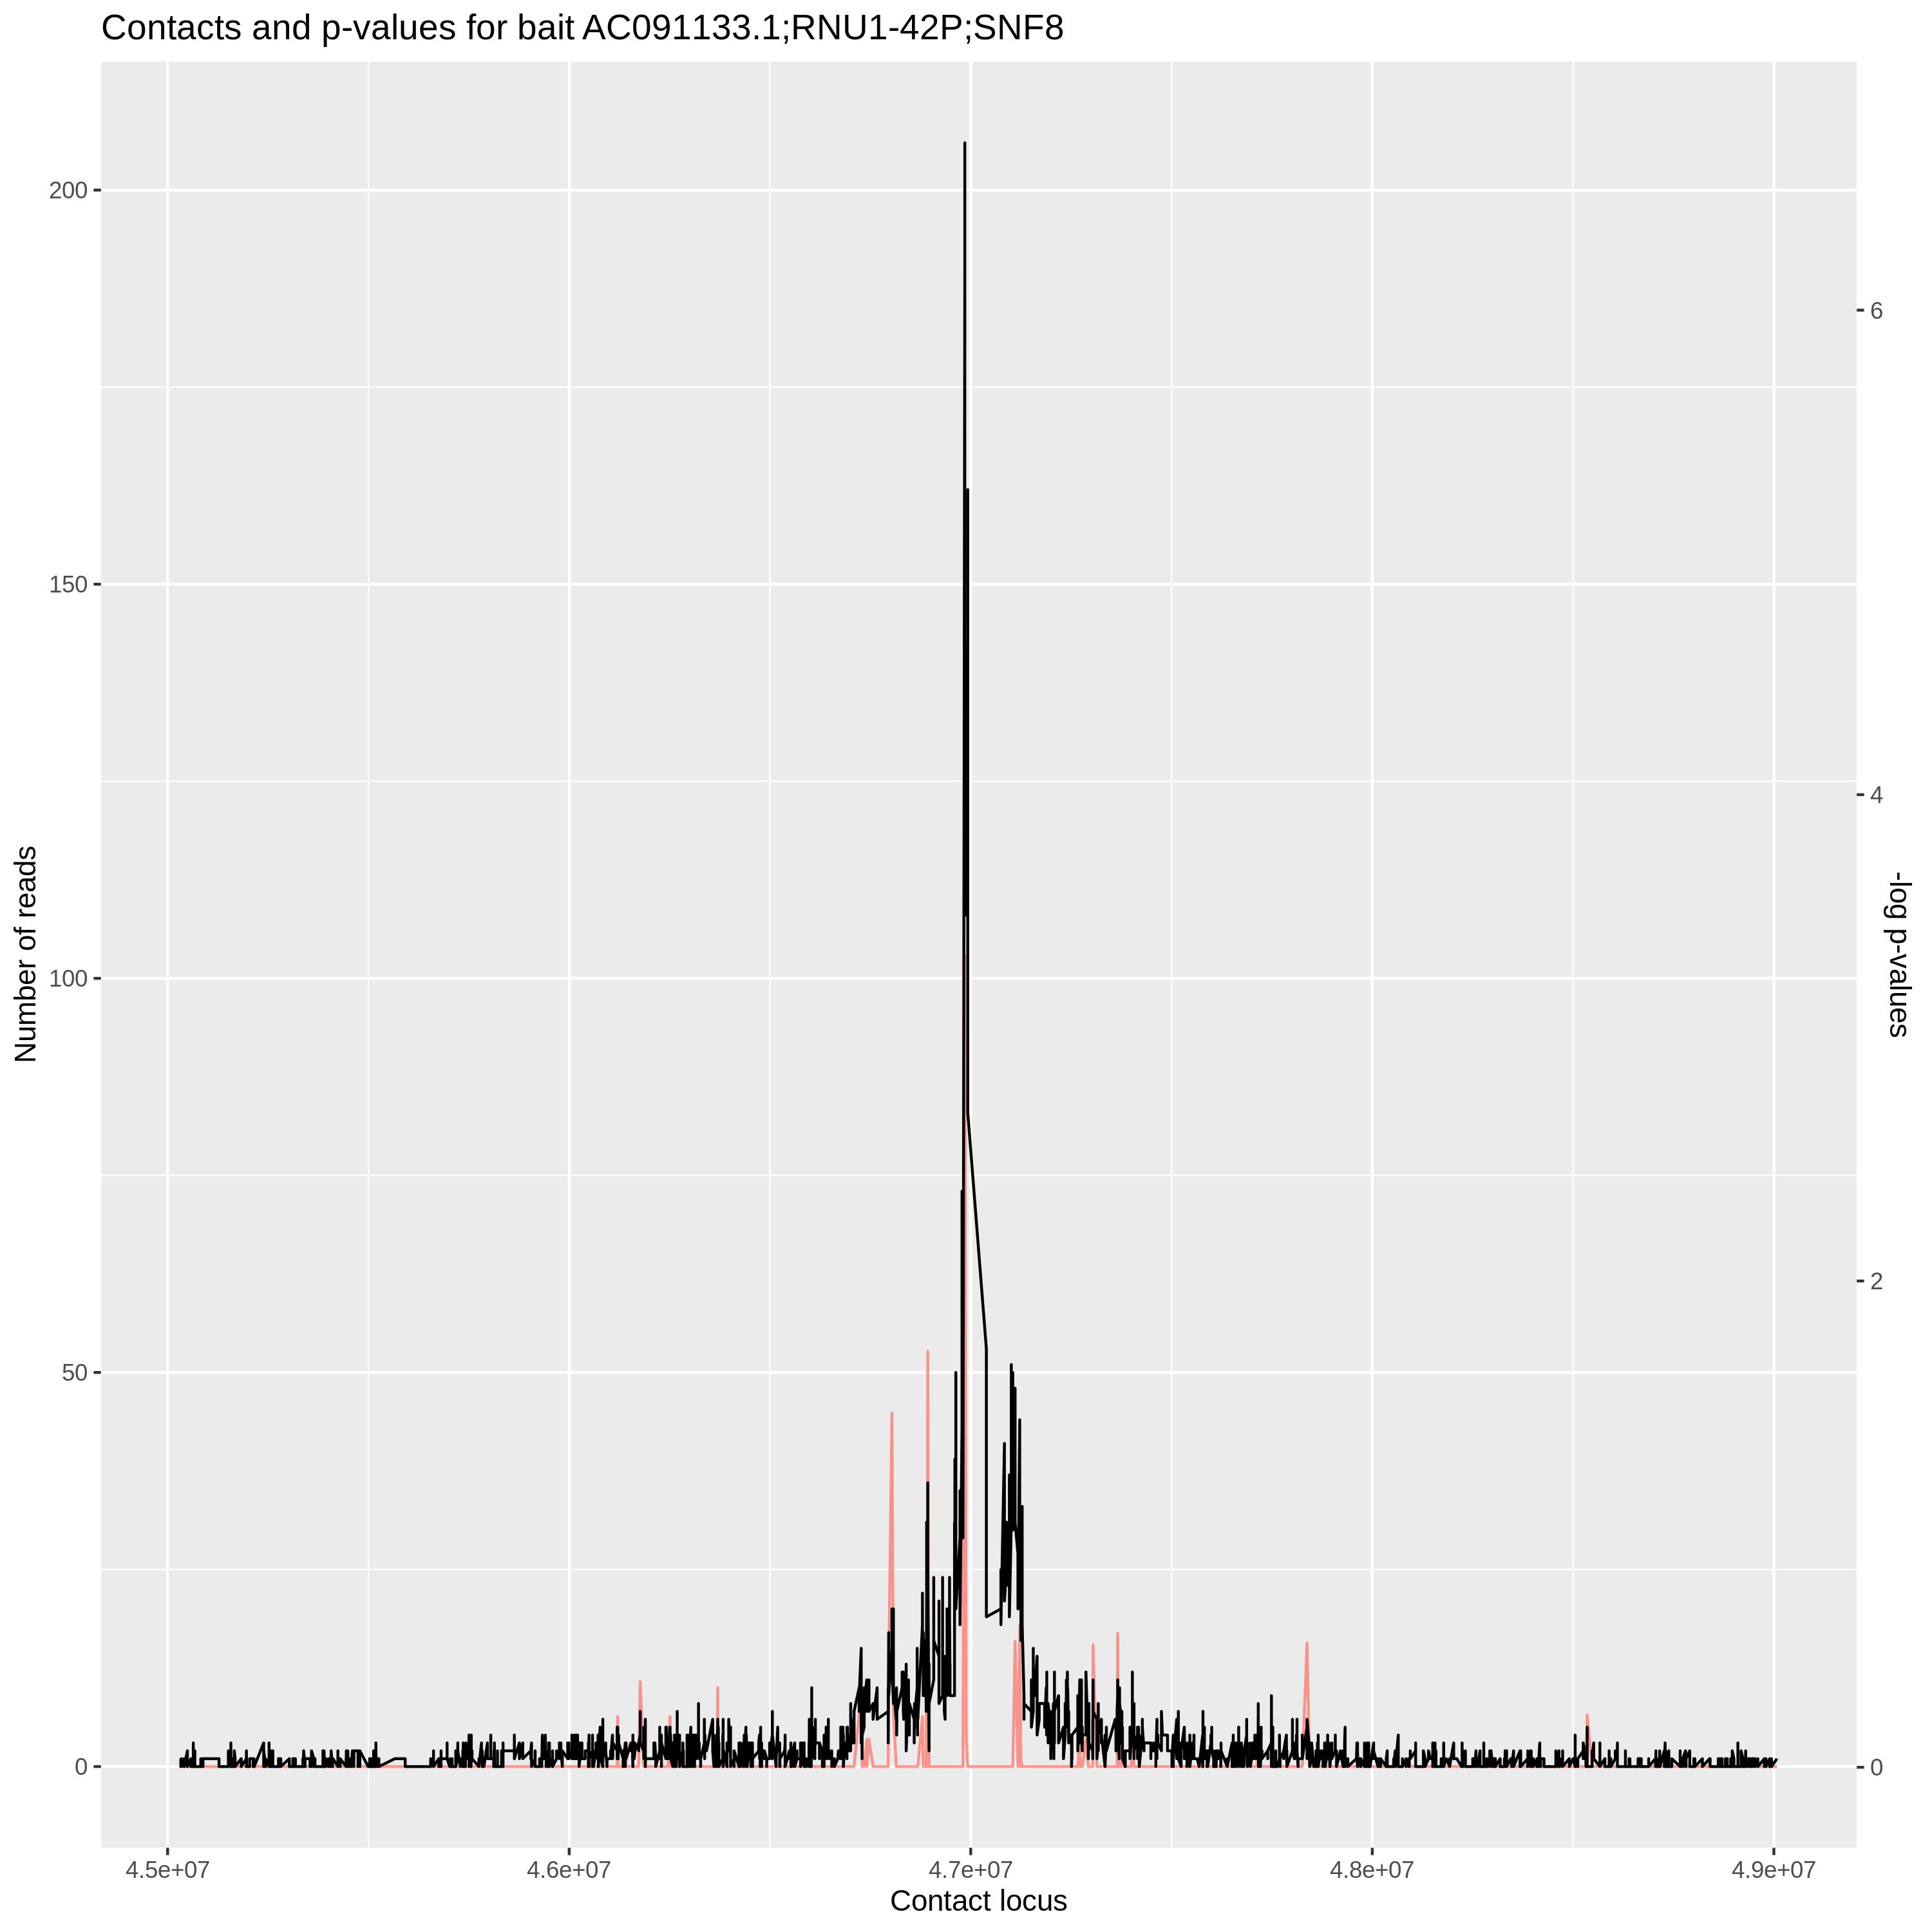 Contacts and p-values for bait AC091133.1;RNU1-42P;SNF8
200
150
100
50
0
Number of reads
6
4
2
0
-log p-values
4.5e+07
4.6e+07
4.7e+07
4.8e+07
4.9e+07
Contact locus